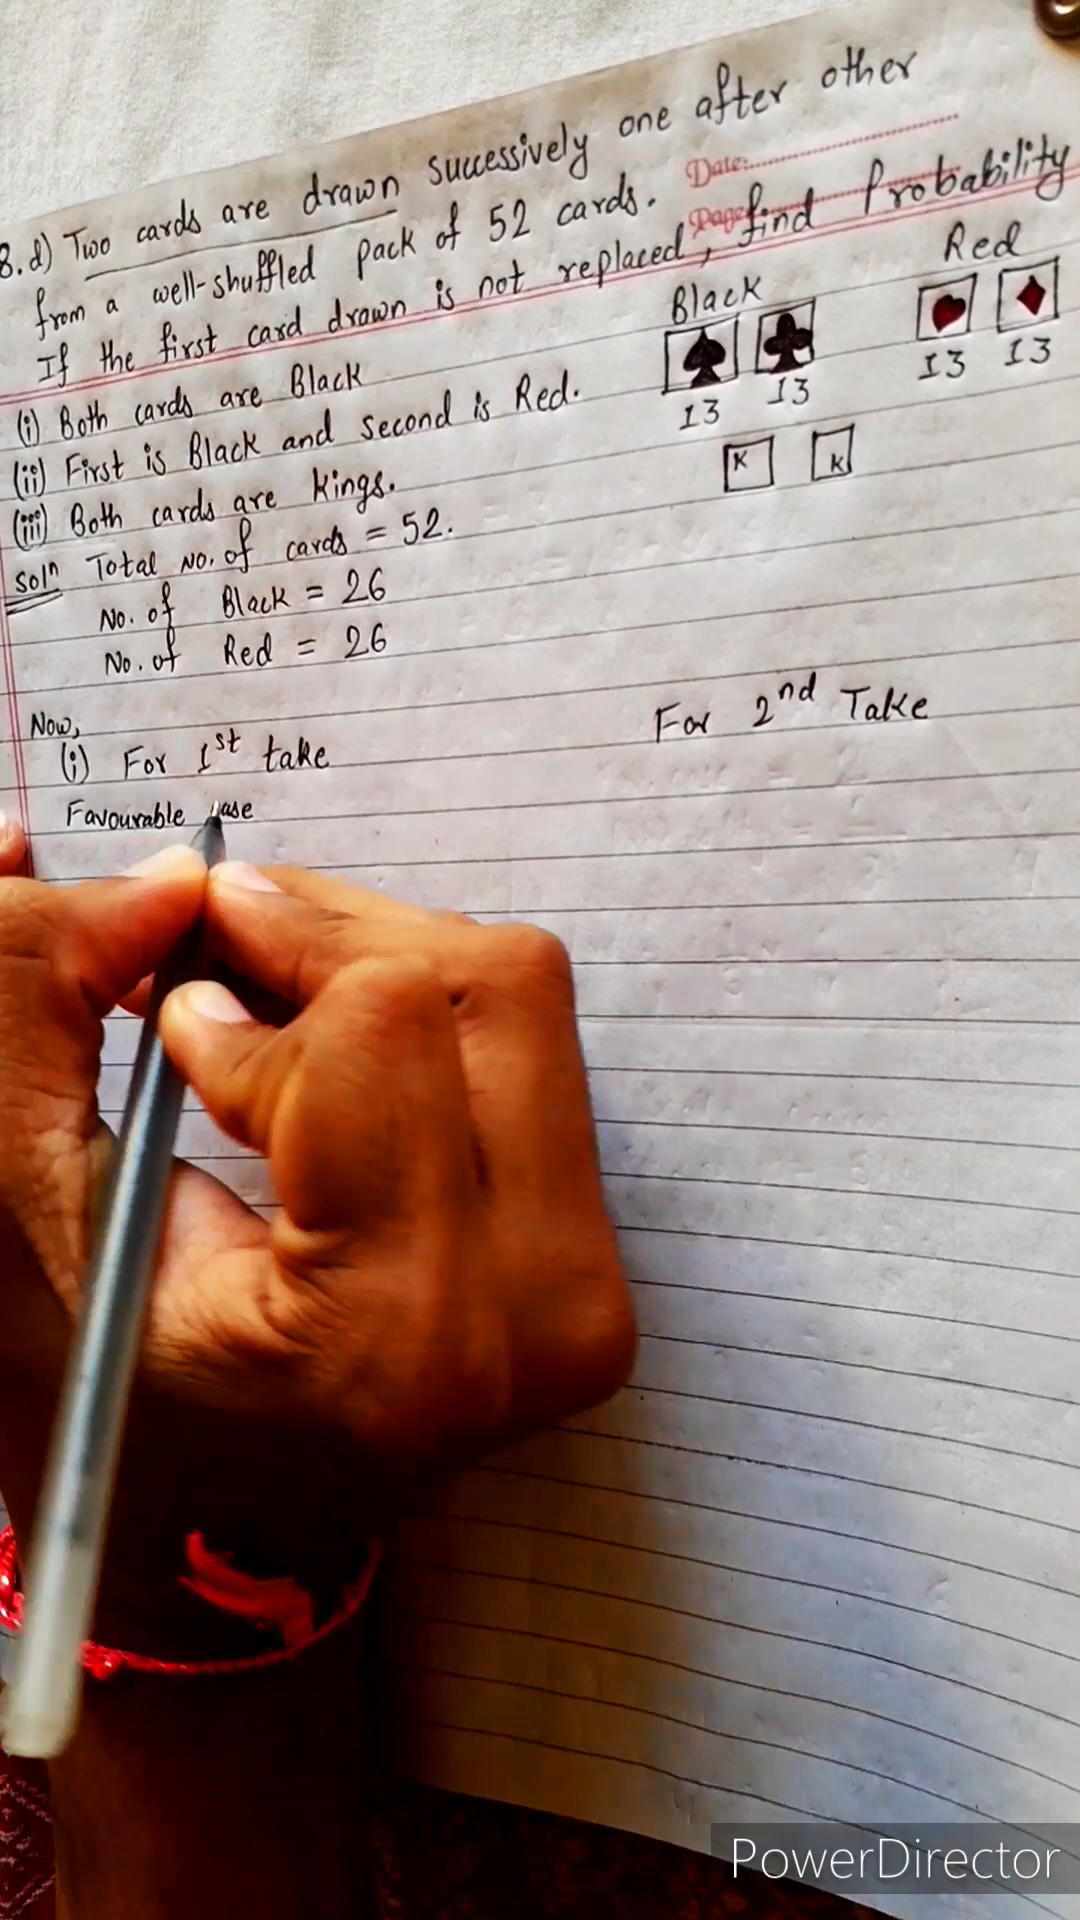 8.d) Two cards are drawn successively one after other
from a well-shuffled pack of 52 cards.
Date:
Page:
If the first card drawn is not replaced, find Probability
(i) Both cards are Black
(ii) First is Black and second is Red.
(iii) Both cards are kings.
Black
13 13
K K
Red
13 13
Soln Total No. of cards = 52.
No. of Black = 26
No. of Red = 26
Now,
(i) For 1st take
For 2nd Take
Favourable case
PowerDirector